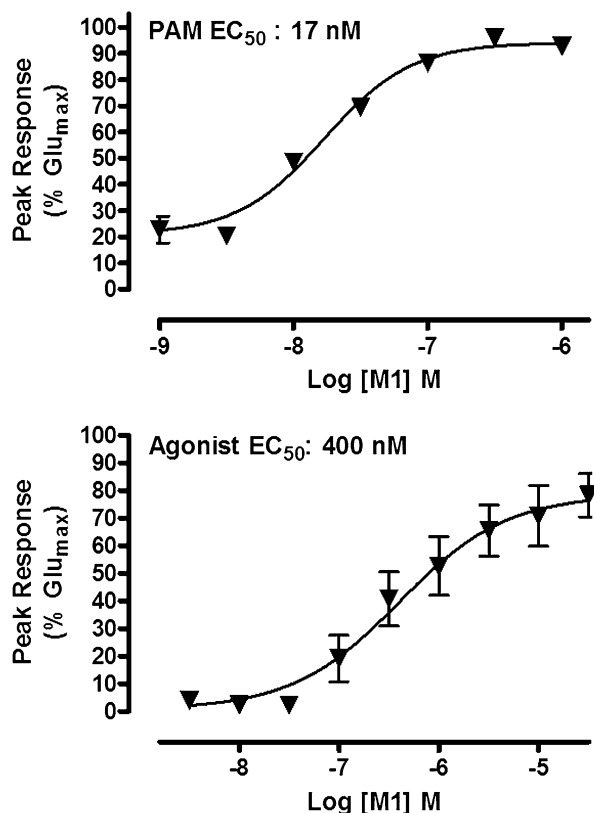 PAM EC50 : 17 nM
100
90
80
70
60
50
40
30
20
10
0
Peak Response
(% Glumax)
-9 -8 -7 -6
Log [M1] M
Agonist EC50: 400 nM
100
90
80
70
60
50
40
30
20
10
0
Peak Response
(% Glumax)
-8 -7 -6 -5
Log [M1] M